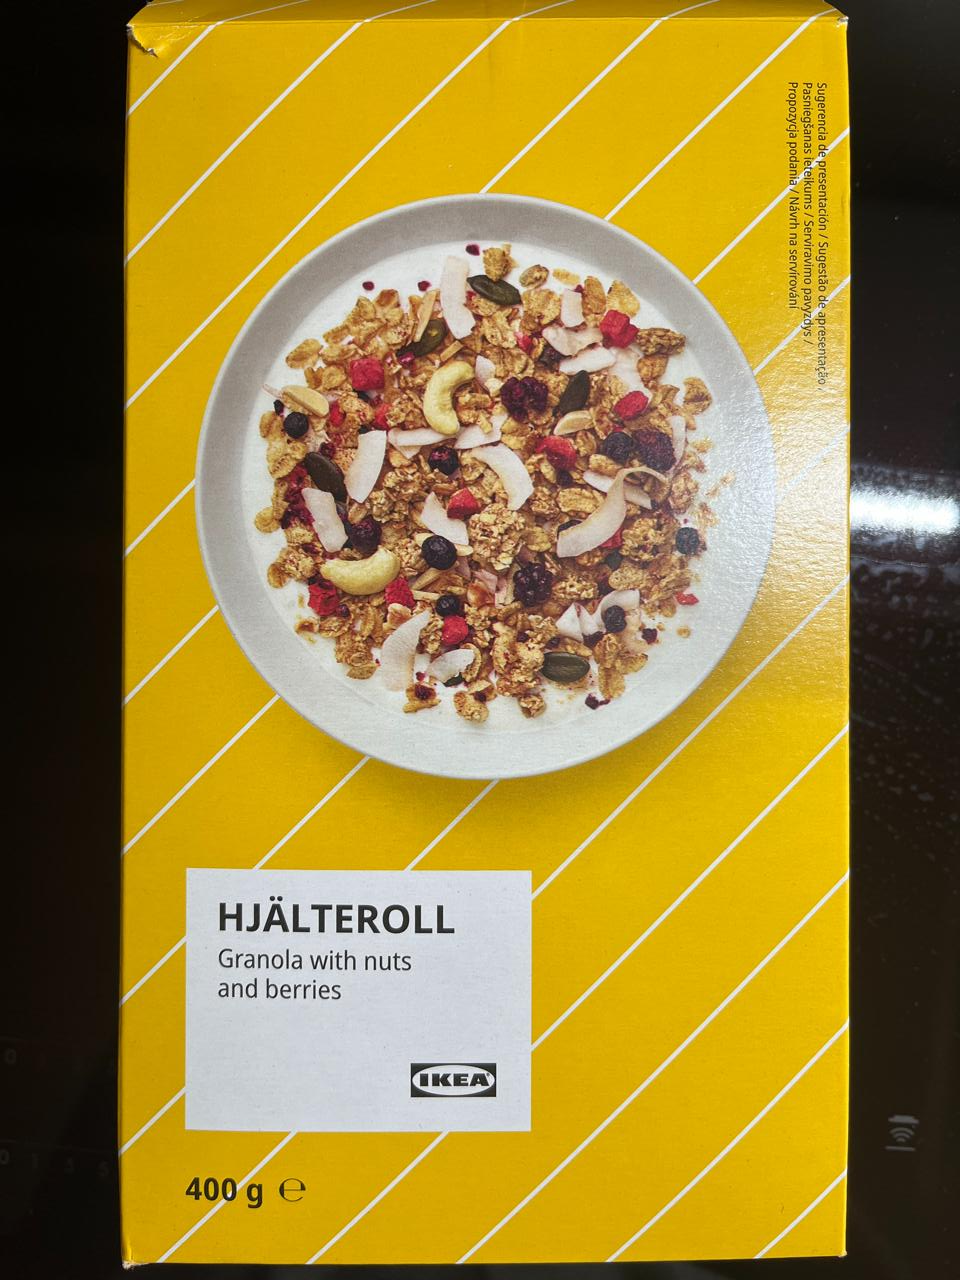 Sugerencia de presentación / Sugestão de apresentação /
Pasniegšanas ieteikums / Serviravimo pavyzdys /
Propozycja podania / Návrh na servírování
HJÄLTEROLL
Granola with nuts
and berries
IKEA
400 g ℮